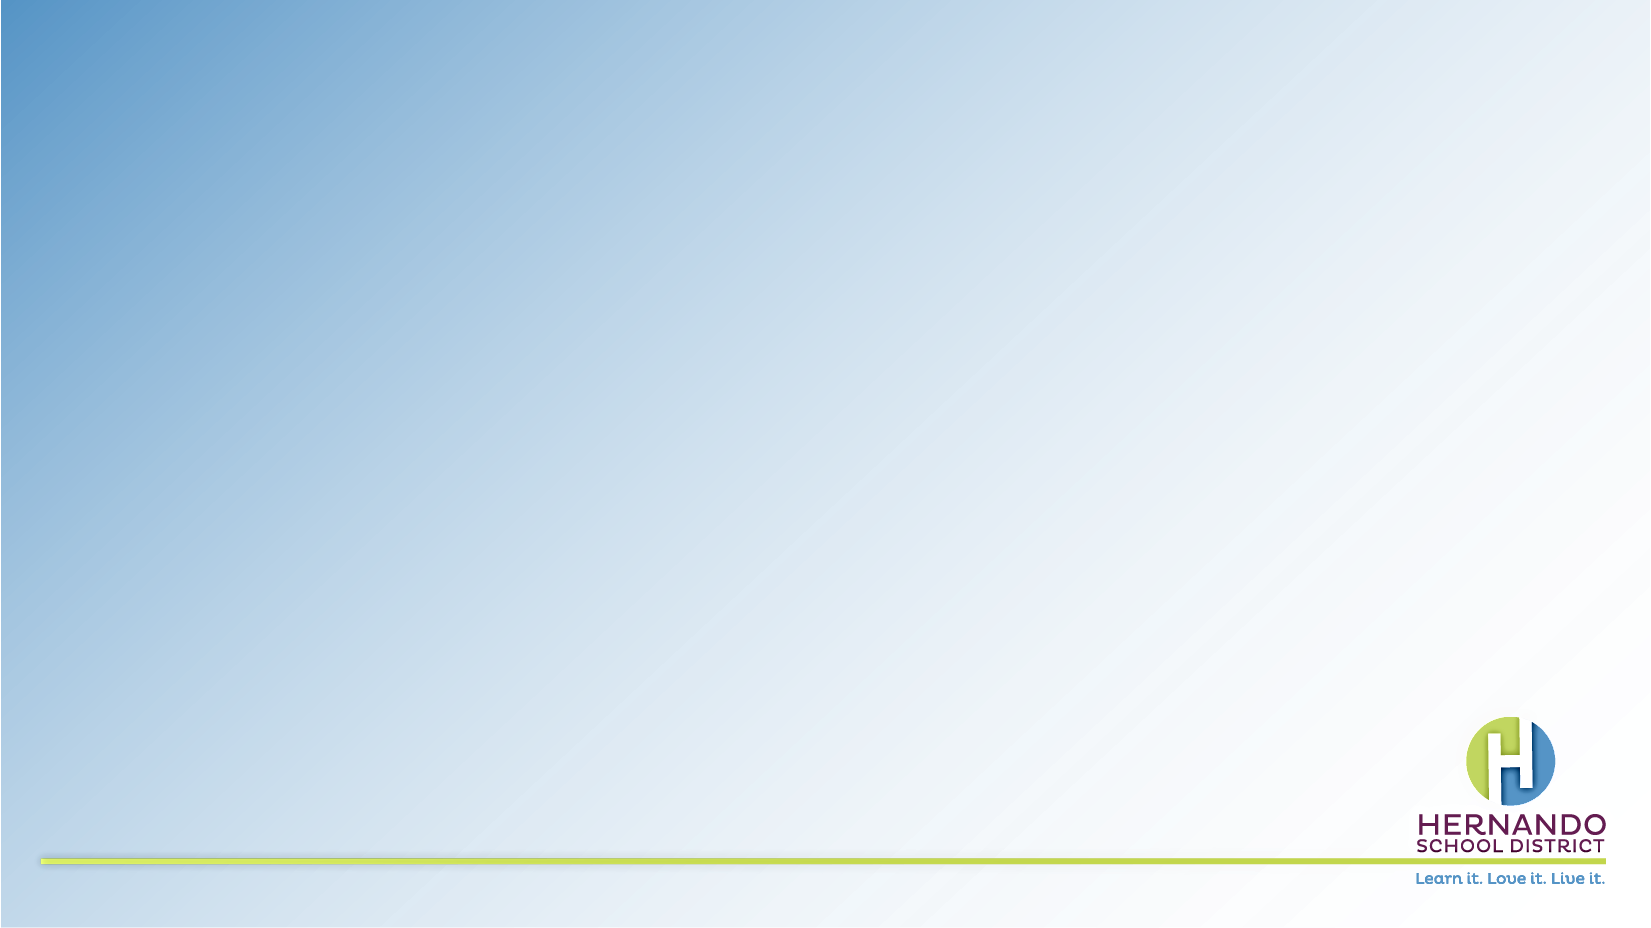 HERNANDO
SCHOOL DISTRICT
Learn it. Love it. Live it.